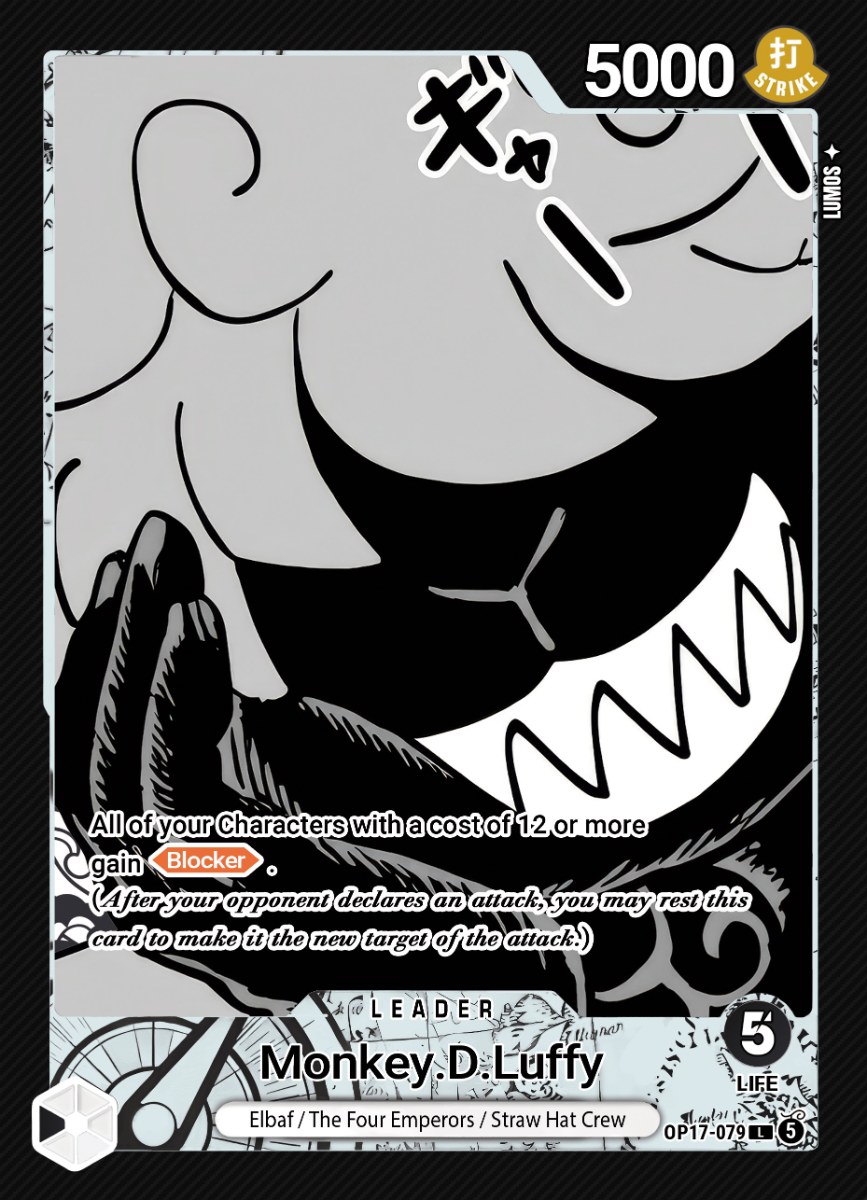 5000
打
STRIKE
LUMOS
ギャ
All of your Characters with a cost of 12 or more
gain Blocker .
(After your opponent declares an attack, you may rest this
card to make it the new target of the attack.)
LEADER
Monkey.D.Luffy
5
LIFE
Elbaf / The Four Emperors / Straw Hat Crew
OP17-079 L 5